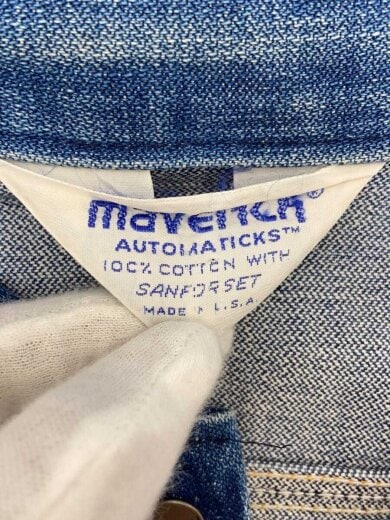 maverick®
AUTOMATICKS™
100% COTTON WITH
SANFORSET
MADE U.S.A.